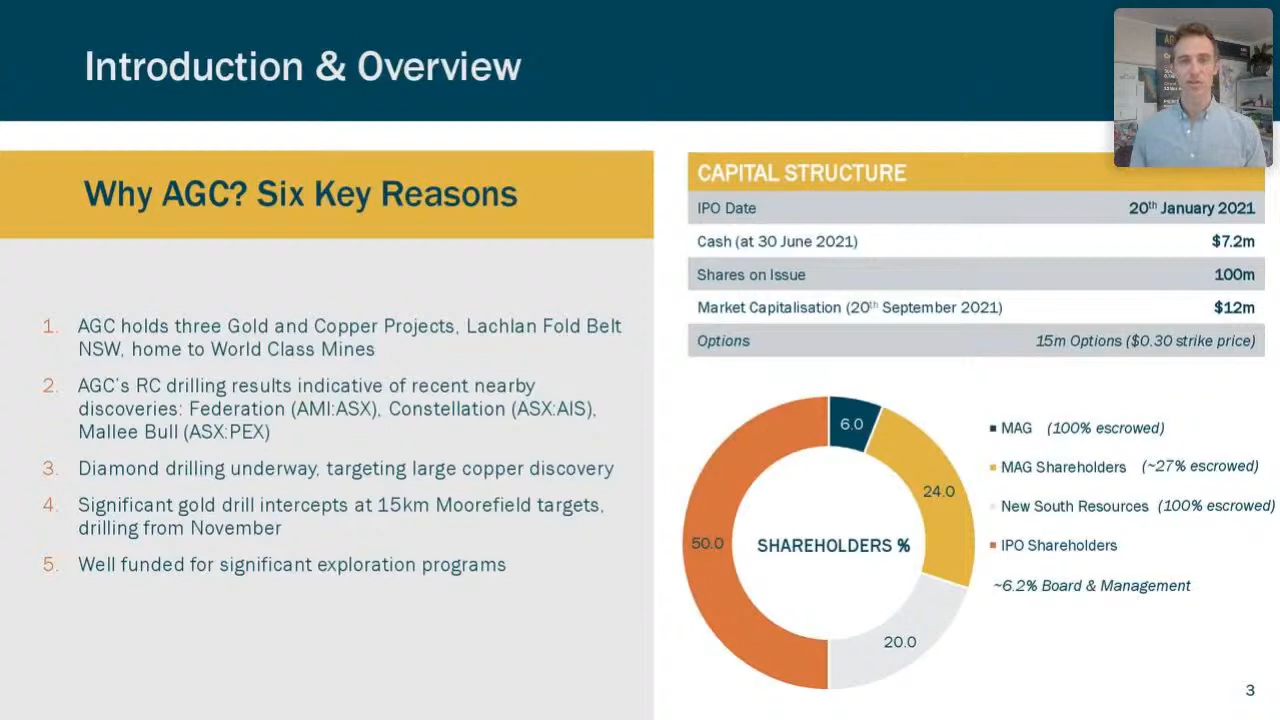 Introduction & Overview
Why AGC? Six Key Reasons
1. AGC holds three Gold and Copper Projects, Lachlan Fold Belt
NSW, home to World Class Mines
2. AGC's RC drilling results indicative of recent nearby
discoveries: Federation (AMI:ASX), Constellation (ASX:AIS),
Mallee Bull (ASX:PEX)
3. Diamond drilling underway, targeting large copper discovery
4. Significant gold drill intercepts at 15km Moorefield targets,
drilling from November
5. Well funded for significant exploration programs
CAPITAL STRUCTURE
IPO Date 20th January 2021
Cash (at 30 June 2021) $7.2m
Shares on Issue 100m
Market Capitalisation (20th September 2021) $12m
Options 15m Options ($0.30 strike price)
6.0
24.0
50.0
SHAREHOLDERS %
20.0
MAG (100% escrowed)
MAG Shareholders (~27% escrowed)
New South Resources (100% escrowed)
IPO Shareholders
~6.2% Board & Management
3